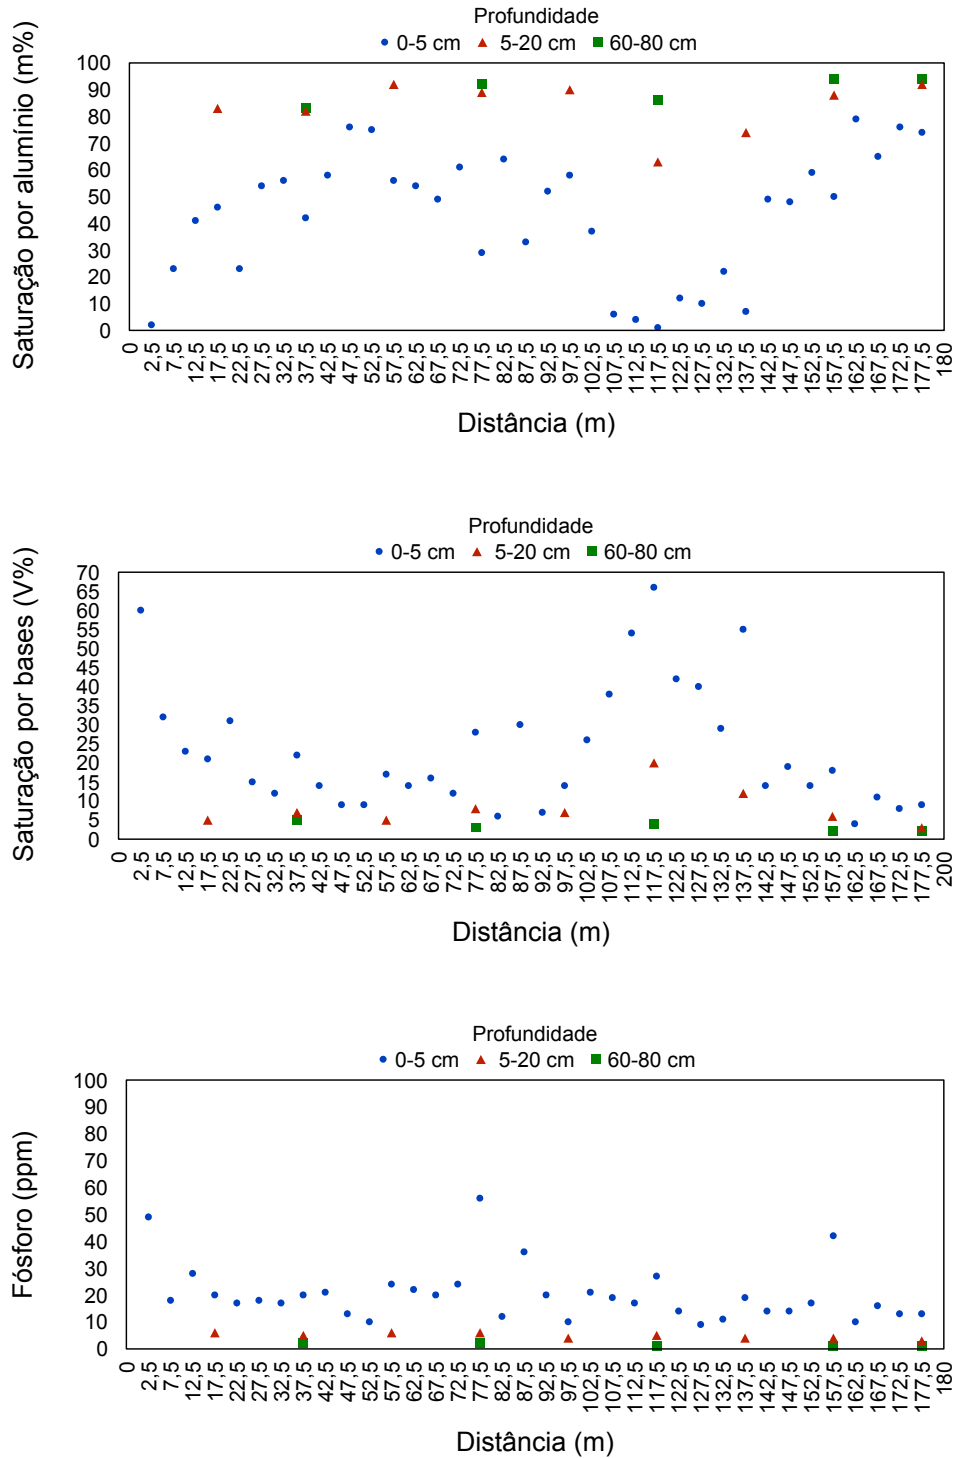 Profundidade
0-5 cm 5-20 cm 60-80 cm
Saturação por alumínio (m%)
100
90
80
70
60
50
40
30
20
10
0
0 2,5 7,5 12,5 17,5 22,5 27,5 32,5 37,5 42,5 47,5 52,5 57,5 62,5 67,5 72,5 77,5 82,5 87,5 92,5 97,5 102,5 107,5 112,5 117,5 122,5 127,5 132,5 137,5 142,5 147,5 152,5 157,5 162,5 167,5 172,5 177,5 180
Distância (m)
Profundidade
0-5 cm 5-20 cm 60-80 cm
Saturação por bases (V%)
70
65
60
55
50
45
40
35
30
25
20
15
10
5
0
0 2,5 7,5 12,5 17,5 22,5 27,5 32,5 37,5 42,5 47,5 52,5 57,5 62,5 67,5 72,5 77,5 82,5 87,5 92,5 97,5 102,5 107,5 112,5 117,5 122,5 127,5 132,5 137,5 142,5 147,5 152,5 157,5 162,5 167,5 172,5 177,5 200
Distância (m)
Profundidade
0-5 cm 5-20 cm 60-80 cm
Fósforo (ppm)
100
90
80
70
60
50
40
30
20
10
0
0 2,5 7,5 12,5 17,5 22,5 27,5 32,5 37,5 42,5 47,5 52,5 57,5 62,5 67,5 72,5 77,5 82,5 87,5 92,5 97,5 102,5 107,5 112,5 117,5 122,5 127,5 132,5 137,5 142,5 147,5 152,5 157,5 162,5 167,5 172,5 177,5 180
Distância (m)